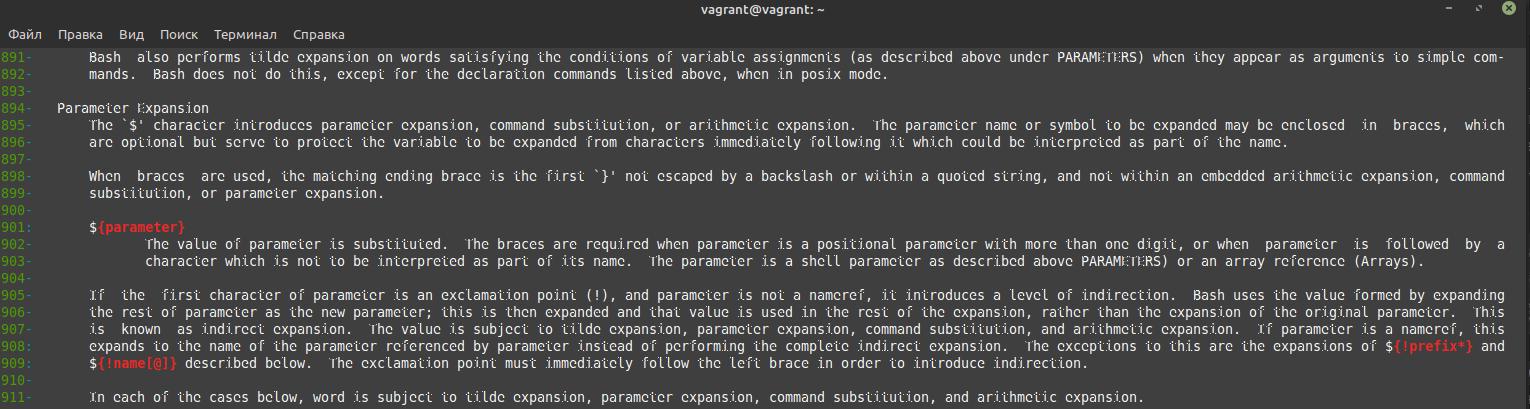 vagrant@vagrant: ~
Файл Правка Вид Поиск Терминал Справка
891- Bash  also performs tilde expansion on words satisfying the conditions of variable assignments (as described above under PARAMETERS) when they appear as arguments to simple com-
892- mands.  Bash does not do this, except for the declaration commands listed above, when in posix mode.
893-
894- Parameter Expansion
895- The `$' character introduces parameter expansion, command substitution, or arithmetic expansion.  The parameter name or symbol to be expanded may be enclosed  in  braces,  which
896- are optional but serve to protect the variable to be expanded from characters immediately following it which could be interpreted as part of the name.
897-
898- When  braces  are used, the matching ending brace is the first `}' not escaped by a backslash or within a quoted string, and not within an embedded arithmetic expansion, command
899- substitution, or parameter expansion.
900-
901: ${parameter}
902- The value of parameter is substituted.  The braces are required when parameter is a positional parameter with more than one digit, or when  parameter  is  followed  by  a
903- character which is not to be interpreted as part of its name.  The parameter is a shell parameter as described above PARAMETERS) or an array reference (Arrays).
904-
905- If  the  first character of parameter is an exclamation point (!), and parameter is not a nameref, it introduces a level of indirection.  Bash uses the value formed by expanding
906- the rest of parameter as the new parameter; this is then expanded and that value is used in the rest of the expansion, rather than the expansion of the original parameter.  This
907- is  known  as indirect expansion.  The value is subject to tilde expansion, parameter expansion, command substitution, and arithmetic expansion.  If parameter is a nameref, this
908: expands to the name of the parameter referenced by parameter instead of performing the complete indirect expansion.  The exceptions to this are the expansions of ${!prefix*} and
909: ${!name[@]} described below.  The exclamation point must immediately follow the left brace in order to introduce indirection.
910-
911- In each of the cases below, word is subject to tilde expansion, parameter expansion, command substitution, and arithmetic expansion.